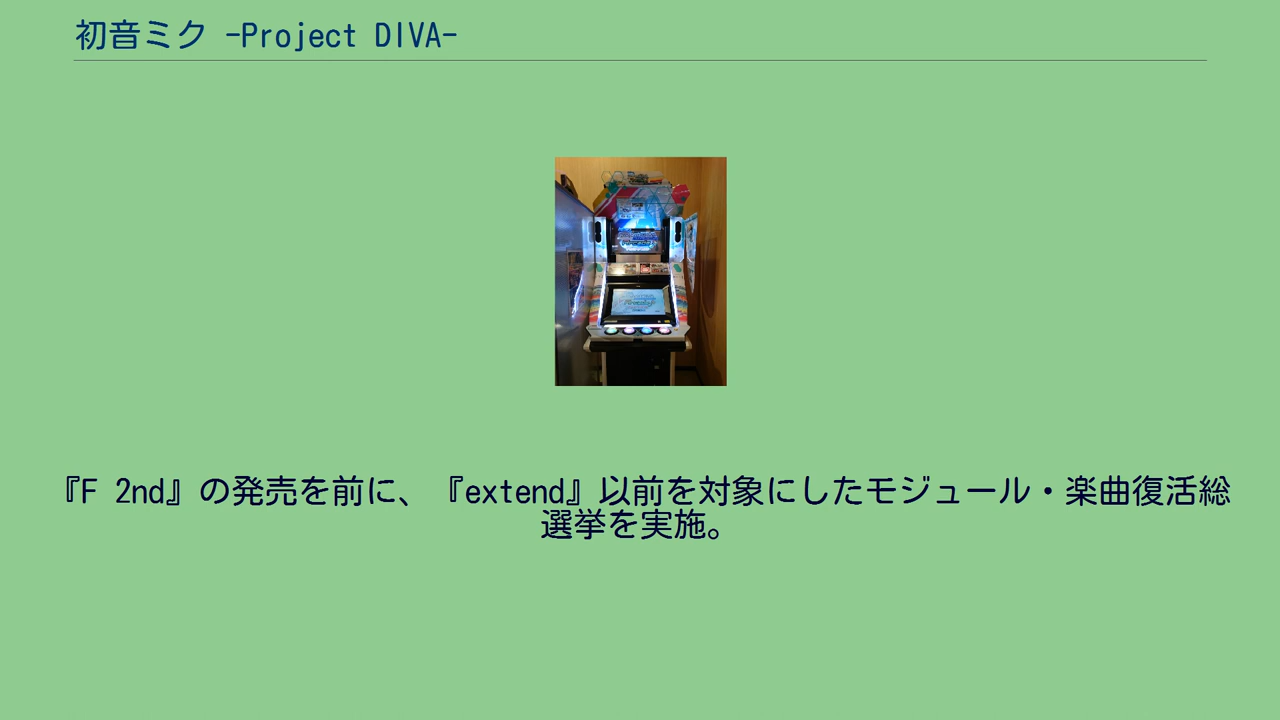 初音ミク -Project DIVA-
『F 2nd』の発売を前に、『extend』以前を対象にしたモジュール・楽曲復活総
選挙を実施。